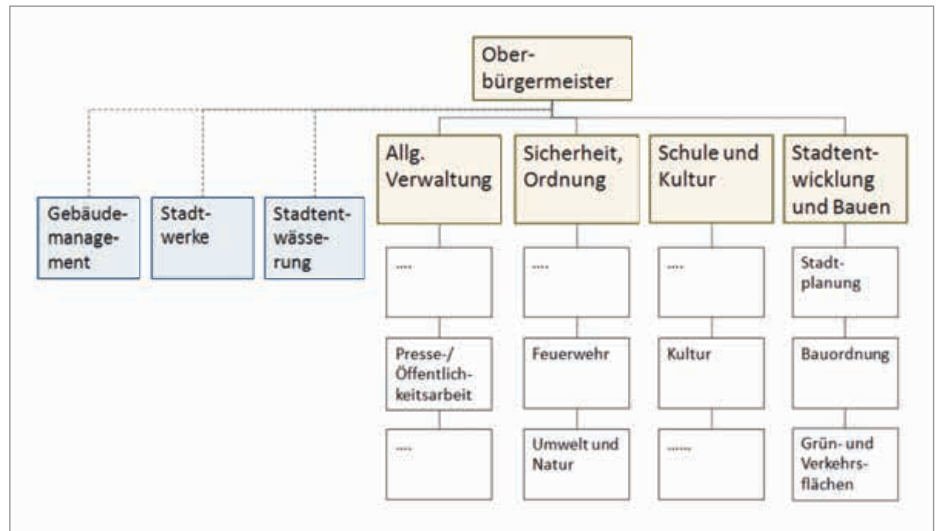 Ober-
bürgermeister
Allg.
Verwaltung
Sicherheit,
Ordnung
Schule und
Kultur
Stadtent-
wicklung
und Bauen
Gebäude-
manage-
ment
Stadt-
werke
Stadtent-
wässe-
rung
....
....
....
Stadt-
planung
Presse-/
Öffentlich-
keitsarbeit
Feuerwehr
Kultur
Bauordnung
....
Umwelt und
Natur
......
Grün- und
Verkehrs-
flächen